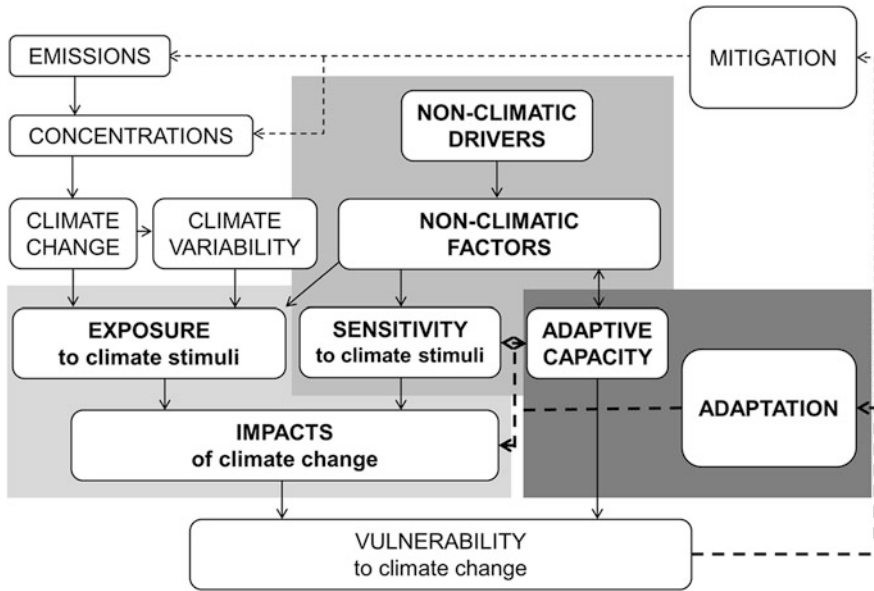 EMISSIONS
MITIGATION
CONCENTRATIONS
NON-CLIMATIC
DRIVERS
CLIMATE
CHANGE
CLIMATE
VARIABILITY
NON-CLIMATIC
FACTORS
EXPOSURE
to climate stimuli
SENSITIVITY
to climate stimuli
ADAPTIVE
CAPACITY
ADAPTATION
IMPACTS
of climate change
VULNERABILITY
to climate change